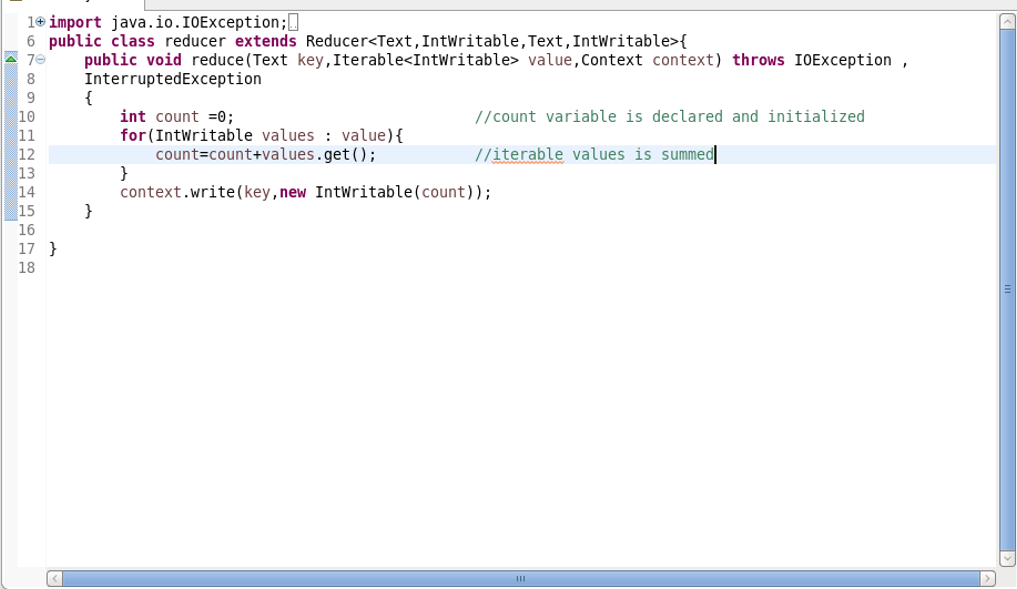 1 import java.io.IOException;
6 public class reducer extends Reducer<Text,IntWritable,Text,IntWritable>{
7 public void reduce(Text key,Iterable<IntWritable> value,Context context) throws IOException ,
8 InterruptedException
9 {
10 int count =0; //count variable is declared and initialized
11 for(IntWritable values : value){
12 count=count+values.get(); //iterable values is summed
13 }
14 context.write(key,new IntWritable(count));
15 }
16
17 }
18